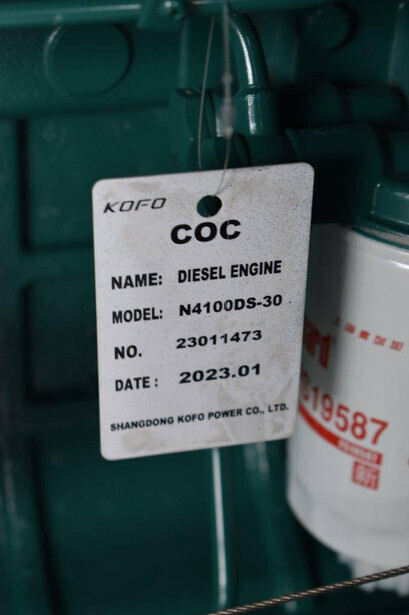 KOFO
COC
NAME: DIESEL ENGINE
MODEL: N4100DS-30
NO. 23011473
DATE: 2023.01
SHANGDONG KOFO POWER CO., LTD.
19587